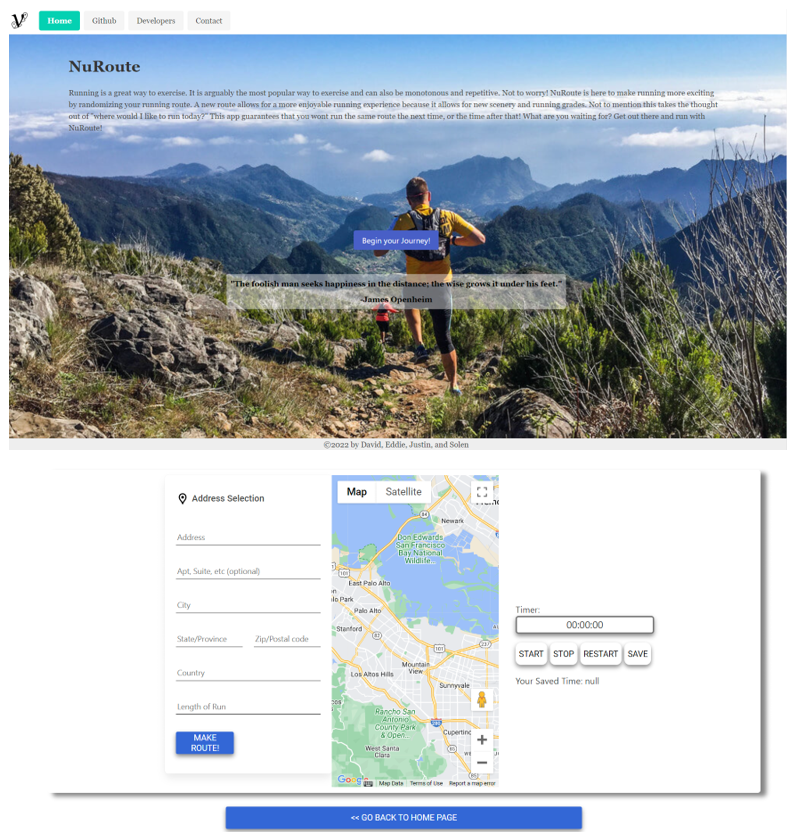 V
Home Github Developers Contact
NuRoute
Running is a great way to exercise. It is arguably the most popular way to exercise and can also be monotonous and repetitive. Not to worry! NuRoute is here to make running more exciting
by randomizing your running route. A new route allows for a more enjoyable running experience because it allows for new scenery and running grades. Not to mention this takes the thought
out of "where would I like to run today?" This app guarantees that you wont run the same route the next time, or the time after that! What are you waiting for? Get out there and run with
NuRoute!
Begin your Journey!
"The foolish man seeks happiness in the distance; the wise grows it under his feet."
-James Openheim
©2022 by David, Eddie, Justin, and Solen
Address Selection
Address
Apt, Suite, etc (optional)
City
State/Province Zip/Postal code
Country
Length of Run
MAKE
ROUTE!
Map Satellite
84
Newark
Don Edwards
San Francisco
Bay National
Wildlife...
101
East Palo Alto
lo Park
Palo Alto
Stanford
82
237
101
Mountain
View
Los Altos Hills
Sunnyvale
280
Rancho San
Antonio
County Park
& Open...
Cupertino
West Santa
Clara
85
+
−
Google
Map Data Terms of Use Report a map error
Timer:
00:00:00
START STOP RESTART SAVE
Your Saved Time: null
<< GO BACK TO HOME PAGE